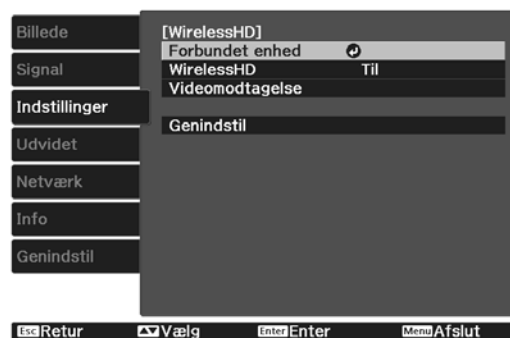 Billede
Signal
Indstillinger
Udvidet
Netværk
Info
Genindstil
[WirelessHD]
Forbundet enhed
WirelessHD Til
Videomodtagelse
Genindstil
Esc Retur Vælg Enter Enter Menu Afslut